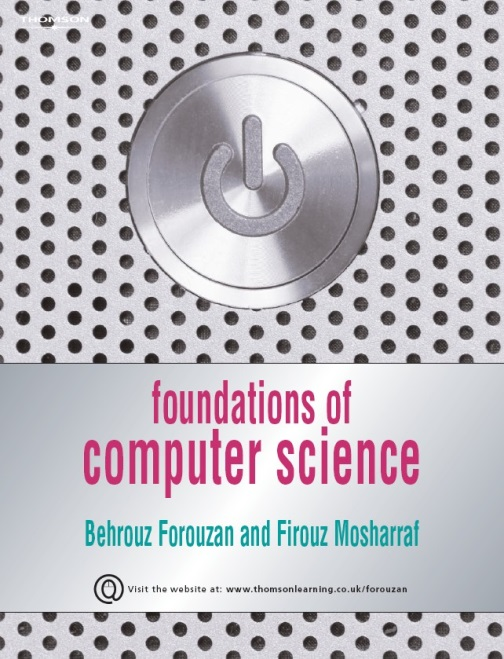 THOMSON
foundations of
computer science
Behrouz Forouzan and Firouz Mosharraf
Visit the website at: www.thomsonlearning.co.uk/forouzan